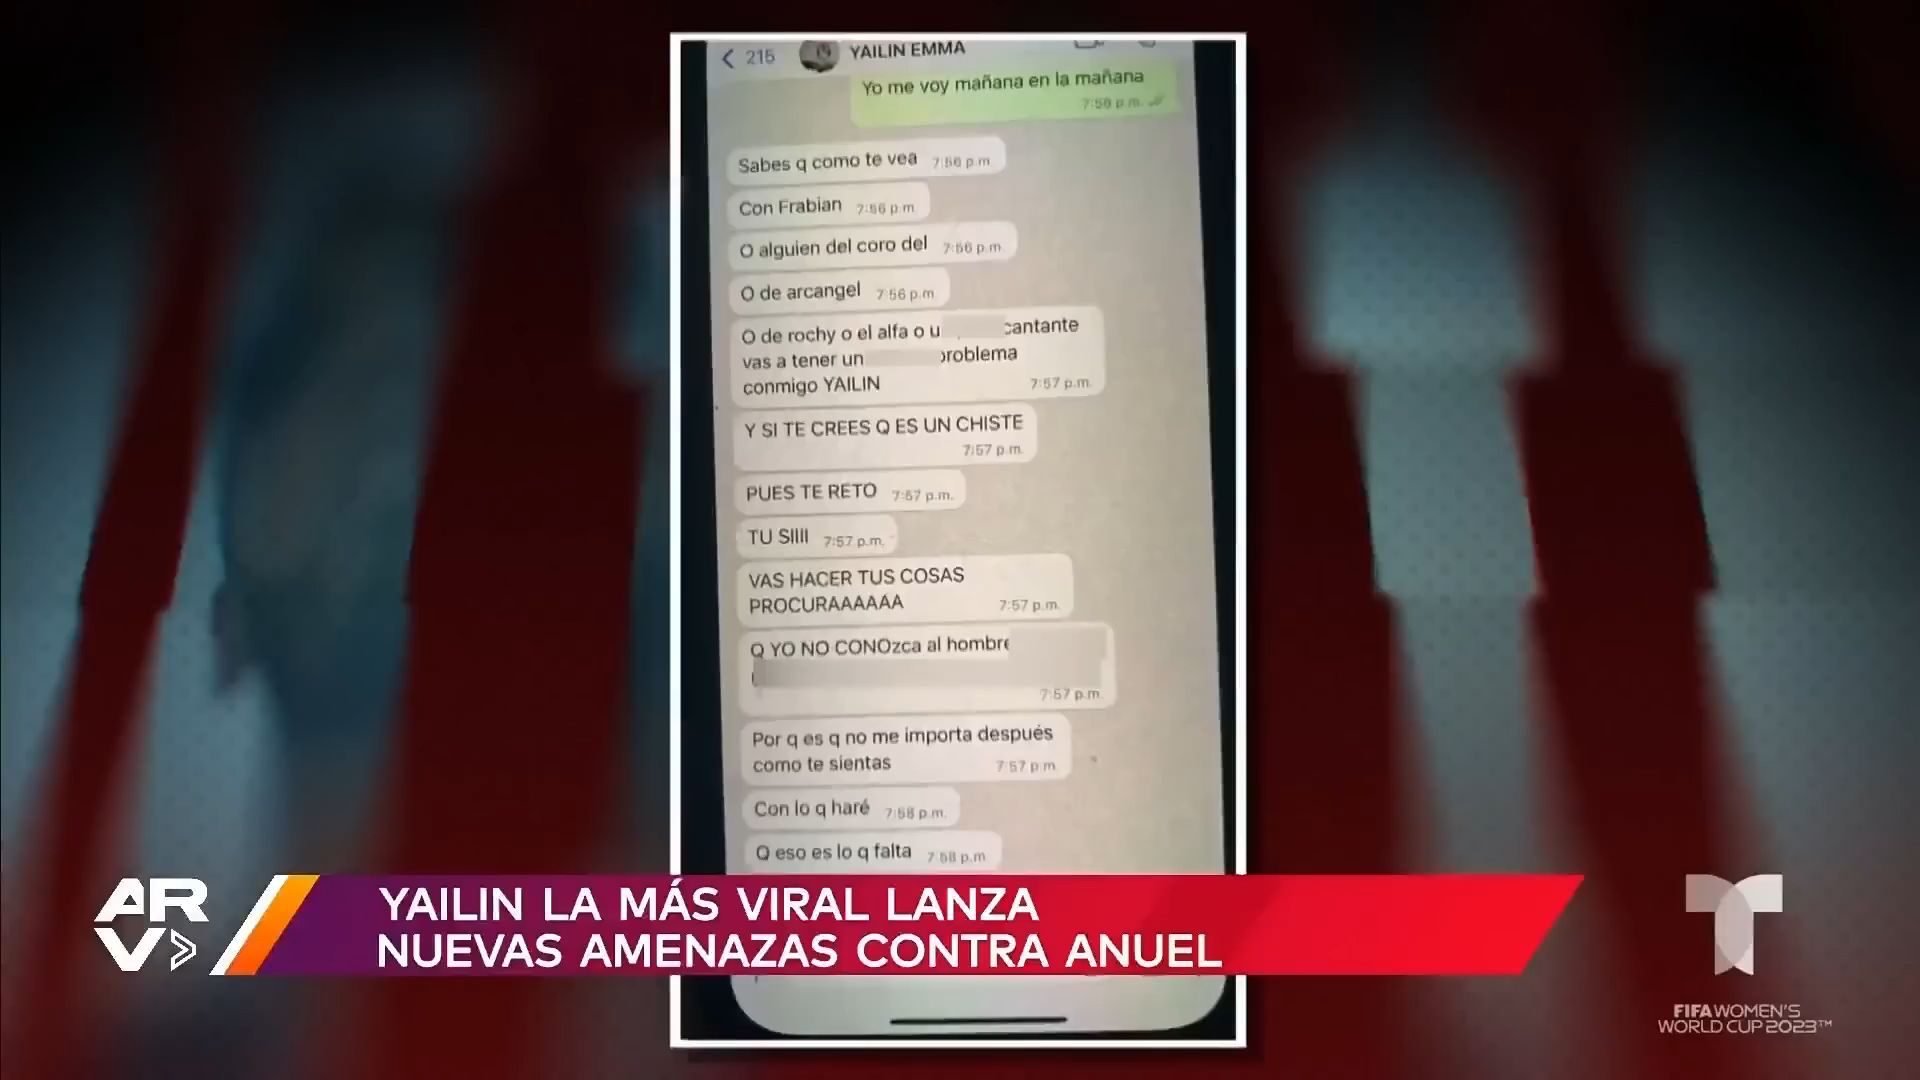 215
YAILIN EMMA
Yo me voy mañana en la mañana
7:56 p.m.
Sabes q como te vea 7:56 p.m.
Con Frabian 7:56 p.m.
O alguien del coro del 7:56 p.m.
O de arcangel 7:56 p.m.
O de rochy o el alfa o u cantante
vas a tener un problema
conmigo YAILIN 7:57 p.m.
Y SI TE CREES Q ES UN CHISTE
7:57 p.m.
PUES TE RETO 7:57 p.m.
TU SIIII 7:57 p.m.
VAS HACER TUS COSAS
PROCURAAAAAA 7:57 p.m.
Q YO NO CONOzca al hombre
7:57 p.m.
Por q es q no me importa después
como te sientas 7:57 p.m.
Con lo q haré 7:58 p.m.
Q eso es lo q falta 7:58 p.m.
ARV
YAILIN LA MÁS VIRAL LANZA
NUEVAS AMENAZAS CONTRA ANUEL
T
FIFA WOMEN'S
WORLD CUP 2023™